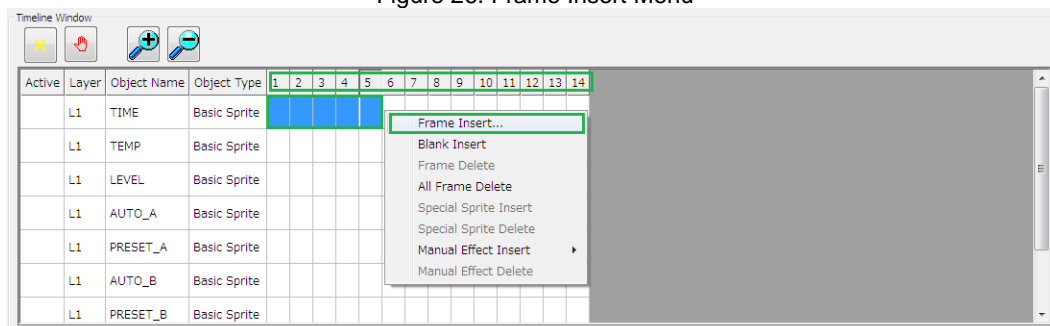 Figure 26. Frame Insert Menu
Timeline Window
Active Layer Object Name Object Type 1 2 3 4 5 6 7 8 9 10 11 12 13 14
L1 TIME Basic Sprite
L1 TEMP Basic Sprite
L1 LEVEL Basic Sprite
L1 AUTO_A Basic Sprite
L1 PRESET_A Basic Sprite
L1 AUTO_B Basic Sprite
L1 PRESET_B Basic Sprite
Frame Insert...
Blank Insert
Frame Delete
All Frame Delete
Special Sprite Insert
Special Sprite Delete
Manual Effect Insert
Manual Effect Delete